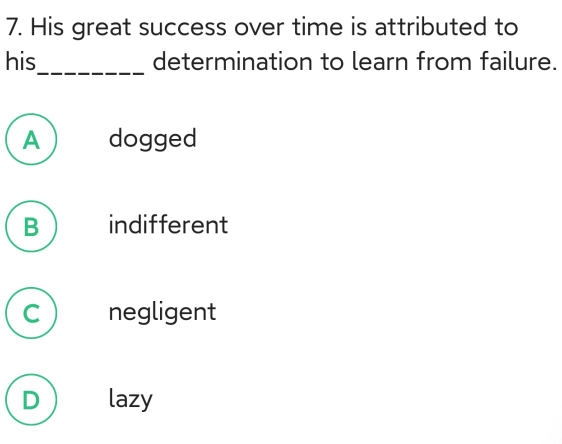 7. His great success over time is attributed to
his________ determination to learn from failure.
A dogged
B indifferent
C negligent
D lazy